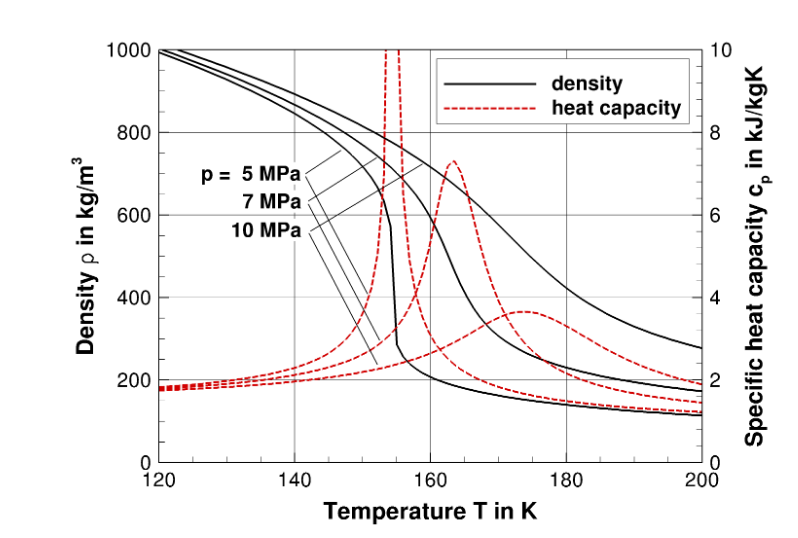 1000
800
600
400
200
0
Density ρ in kg/m³
10
8
6
4
2
0
Specific heat capacity cₚ in kJ/kgK
density
heat capacity
p = 5 MPa
7 MPa
10 MPa
120 140 160 180 200
Temperature T in K